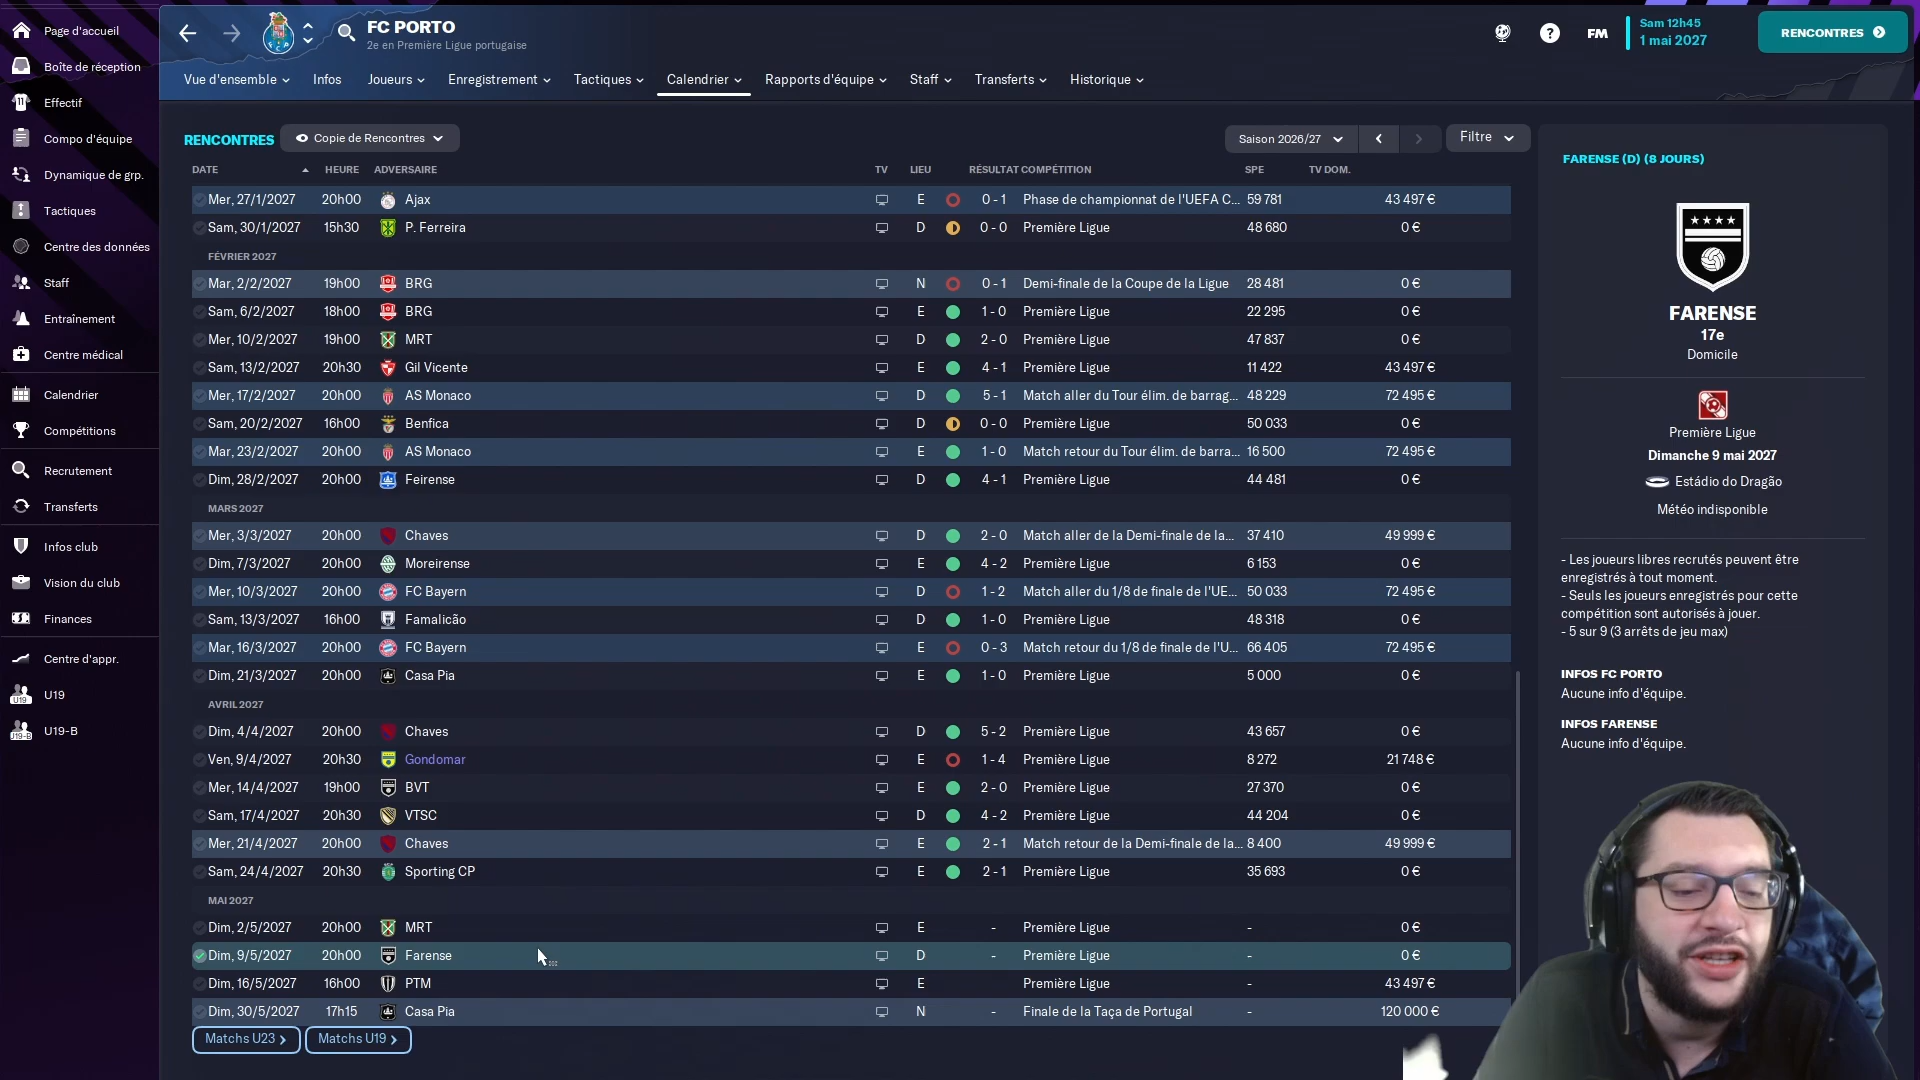 Page d'accueil
Boîte de réception
Effectif
Compo d'équipe
Dynamique de grp.
Tactiques
Centre des données
Staff
Entraînement
Centre médical
Calendrier
Compétitions
Recrutement
Transferts
Infos club
Vision du club
Finances
Centre d'appr.
U19
U19-B
FC PORTO
2e en Première Ligue portugaise
FM
Sam 12h45
1 mai 2027
RENCONTRES
Vue d'ensemble Infos Joueurs Enregistrement Tactiques Calendrier Rapports d'équipe Staff Transferts Historique
RENCONTRES Copie de Rencontres Saison 2026/27 Filtre
DATE HEURE ADVERSAIRE TV LIEU RÉSULTAT COMPÉTITION SPE TV DOM.
Mer, 27/1/2027 20h00 Ajax E 0 - 1 Phase de championnat de l'UEFA C... 59 781 43 497 €
Sam, 30/1/2027 15h30 P. Ferreira D 0 - 0 Première Ligue 48 680 0 €
FÉVRIER 2027
Mar, 2/2/2027 19h00 BRG N 0 - 1 Demi-finale de la Coupe de la Ligue 28 481 0 €
Sam, 6/2/2027 18h00 BRG E 1 - 0 Première Ligue 22 295 0 €
Mer, 10/2/2027 19h00 MRT D 2 - 0 Première Ligue 47 837 0 €
Sam, 13/2/2027 20h30 Gil Vicente E 4 - 1 Première Ligue 11 422 43 497 €
Mer, 17/2/2027 20h00 AS Monaco D 5 - 1 Match aller du Tour élim. de barrag... 48 229 72 495 €
Sam, 20/2/2027 16h00 Benfica D 0 - 0 Première Ligue 50 033 0 €
Mar, 23/2/2027 20h00 AS Monaco E 1 - 0 Match retour du Tour élim. de barra... 16 500 72 495 €
Dim, 28/2/2027 20h00 Feirense D 4 - 1 Première Ligue 44 481 0 €
MARS 2027
Mer, 3/3/2027 20h00 Chaves D 2 - 0 Match aller de la Demi-finale de la... 37 410 49 999 €
Dim, 7/3/2027 20h00 Moreirense E 4 - 2 Première Ligue 6 153 0 €
Mer, 10/3/2027 20h00 FC Bayern D 1 - 2 Match aller du 1/8 de finale de l'UE... 50 033 72 495 €
Sam, 13/3/2027 16h00 Famalicão D 1 - 0 Première Ligue 48 318 0 €
Mar, 16/3/2027 20h00 FC Bayern E 0 - 3 Match retour du 1/8 de finale de l'U... 66 405 72 495 €
Dim, 21/3/2027 20h00 Casa Pia E 1 - 0 Première Ligue 5 000 0 €
AVRIL 2027
Dim, 4/4/2027 20h00 Chaves D 5 - 2 Première Ligue 43 657 0 €
Ven, 9/4/2027 20h30 Gondomar E 1 - 4 Première Ligue 8 272 21 748 €
Mer, 14/4/2027 19h00 BVT E 2 - 0 Première Ligue 27 370 0 €
Sam, 17/4/2027 20h30 VTSC D 4 - 2 Première Ligue 44 204 0 €
Mer, 21/4/2027 20h00 Chaves E 2 - 1 Match retour de la Demi-finale de la... 8 400 49 999 €
Sam, 24/4/2027 20h30 Sporting CP E 2 - 1 Première Ligue 35 693 0 €
MAI 2027
Dim, 2/5/2027 20h00 MRT E - Première Ligue - 0 €
Dim, 9/5/2027 20h00 Farense D - Première Ligue - 0 €
Dim, 16/5/2027 16h00 PTM E - Première Ligue - 43 497 €
Dim, 30/5/2027 17h15 Casa Pia N - Finale de la Taça de Portugal - 120 000 €
Matchs U23 Matchs U19
FARENSE (D) (8 JOURS)
FARENSE
17e
Domicile
Première Ligue
Dimanche 9 mai 2027
Estádio do Dragão
Météo indisponible
- Les joueurs libres recrutés peuvent être
enregistrés à tout moment.
- Seuls les joueurs enregistrés pour cette
compétition sont autorisés à jouer.
- 5 sur 9 (3 arrêts de jeu max)
INFOS FC PORTO
Aucune info d'équipe.
INFOS FARENSE
Aucune info d'équipe.